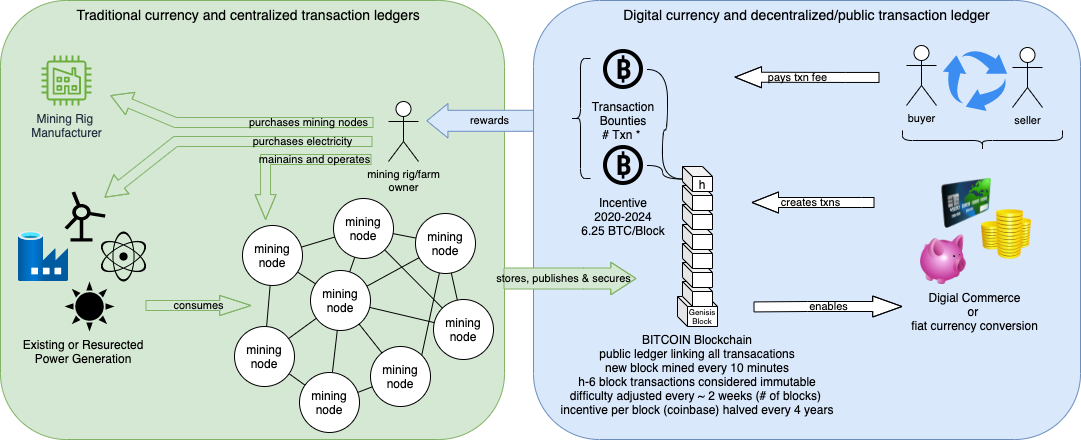 Traditional currency and centralized transaction ledgers
Mining Rig
Manufacturer
purchases mining nodes
purchases electricity
mainains and operates
mining rig/farm
owner
mining
node
mining
node
mining
node
mining
node
mining
node
mining
node
mining
node
mining
node
consumes
Existing or Resurected
Power Generation
rewards
stores, publishes & secures
Digital currency and decentralized/public transaction ledger
Transaction
Bounties
# Txn *
Incentive
2020-2024
6.25 BTC/Block
h
Genisis
Block
BITCOIN Blockchain
public ledger linking all transacations
new block mined every 10 minutes
h-6 block transactions considered immutable
difficulty adjusted every ~ 2 weeks (# of blocks)
incentive per block (coinbase) halved every 4 years
pays txn fee
buyer
seller
creates txns
enables
Digial Commerce
or
fiat currency conversion